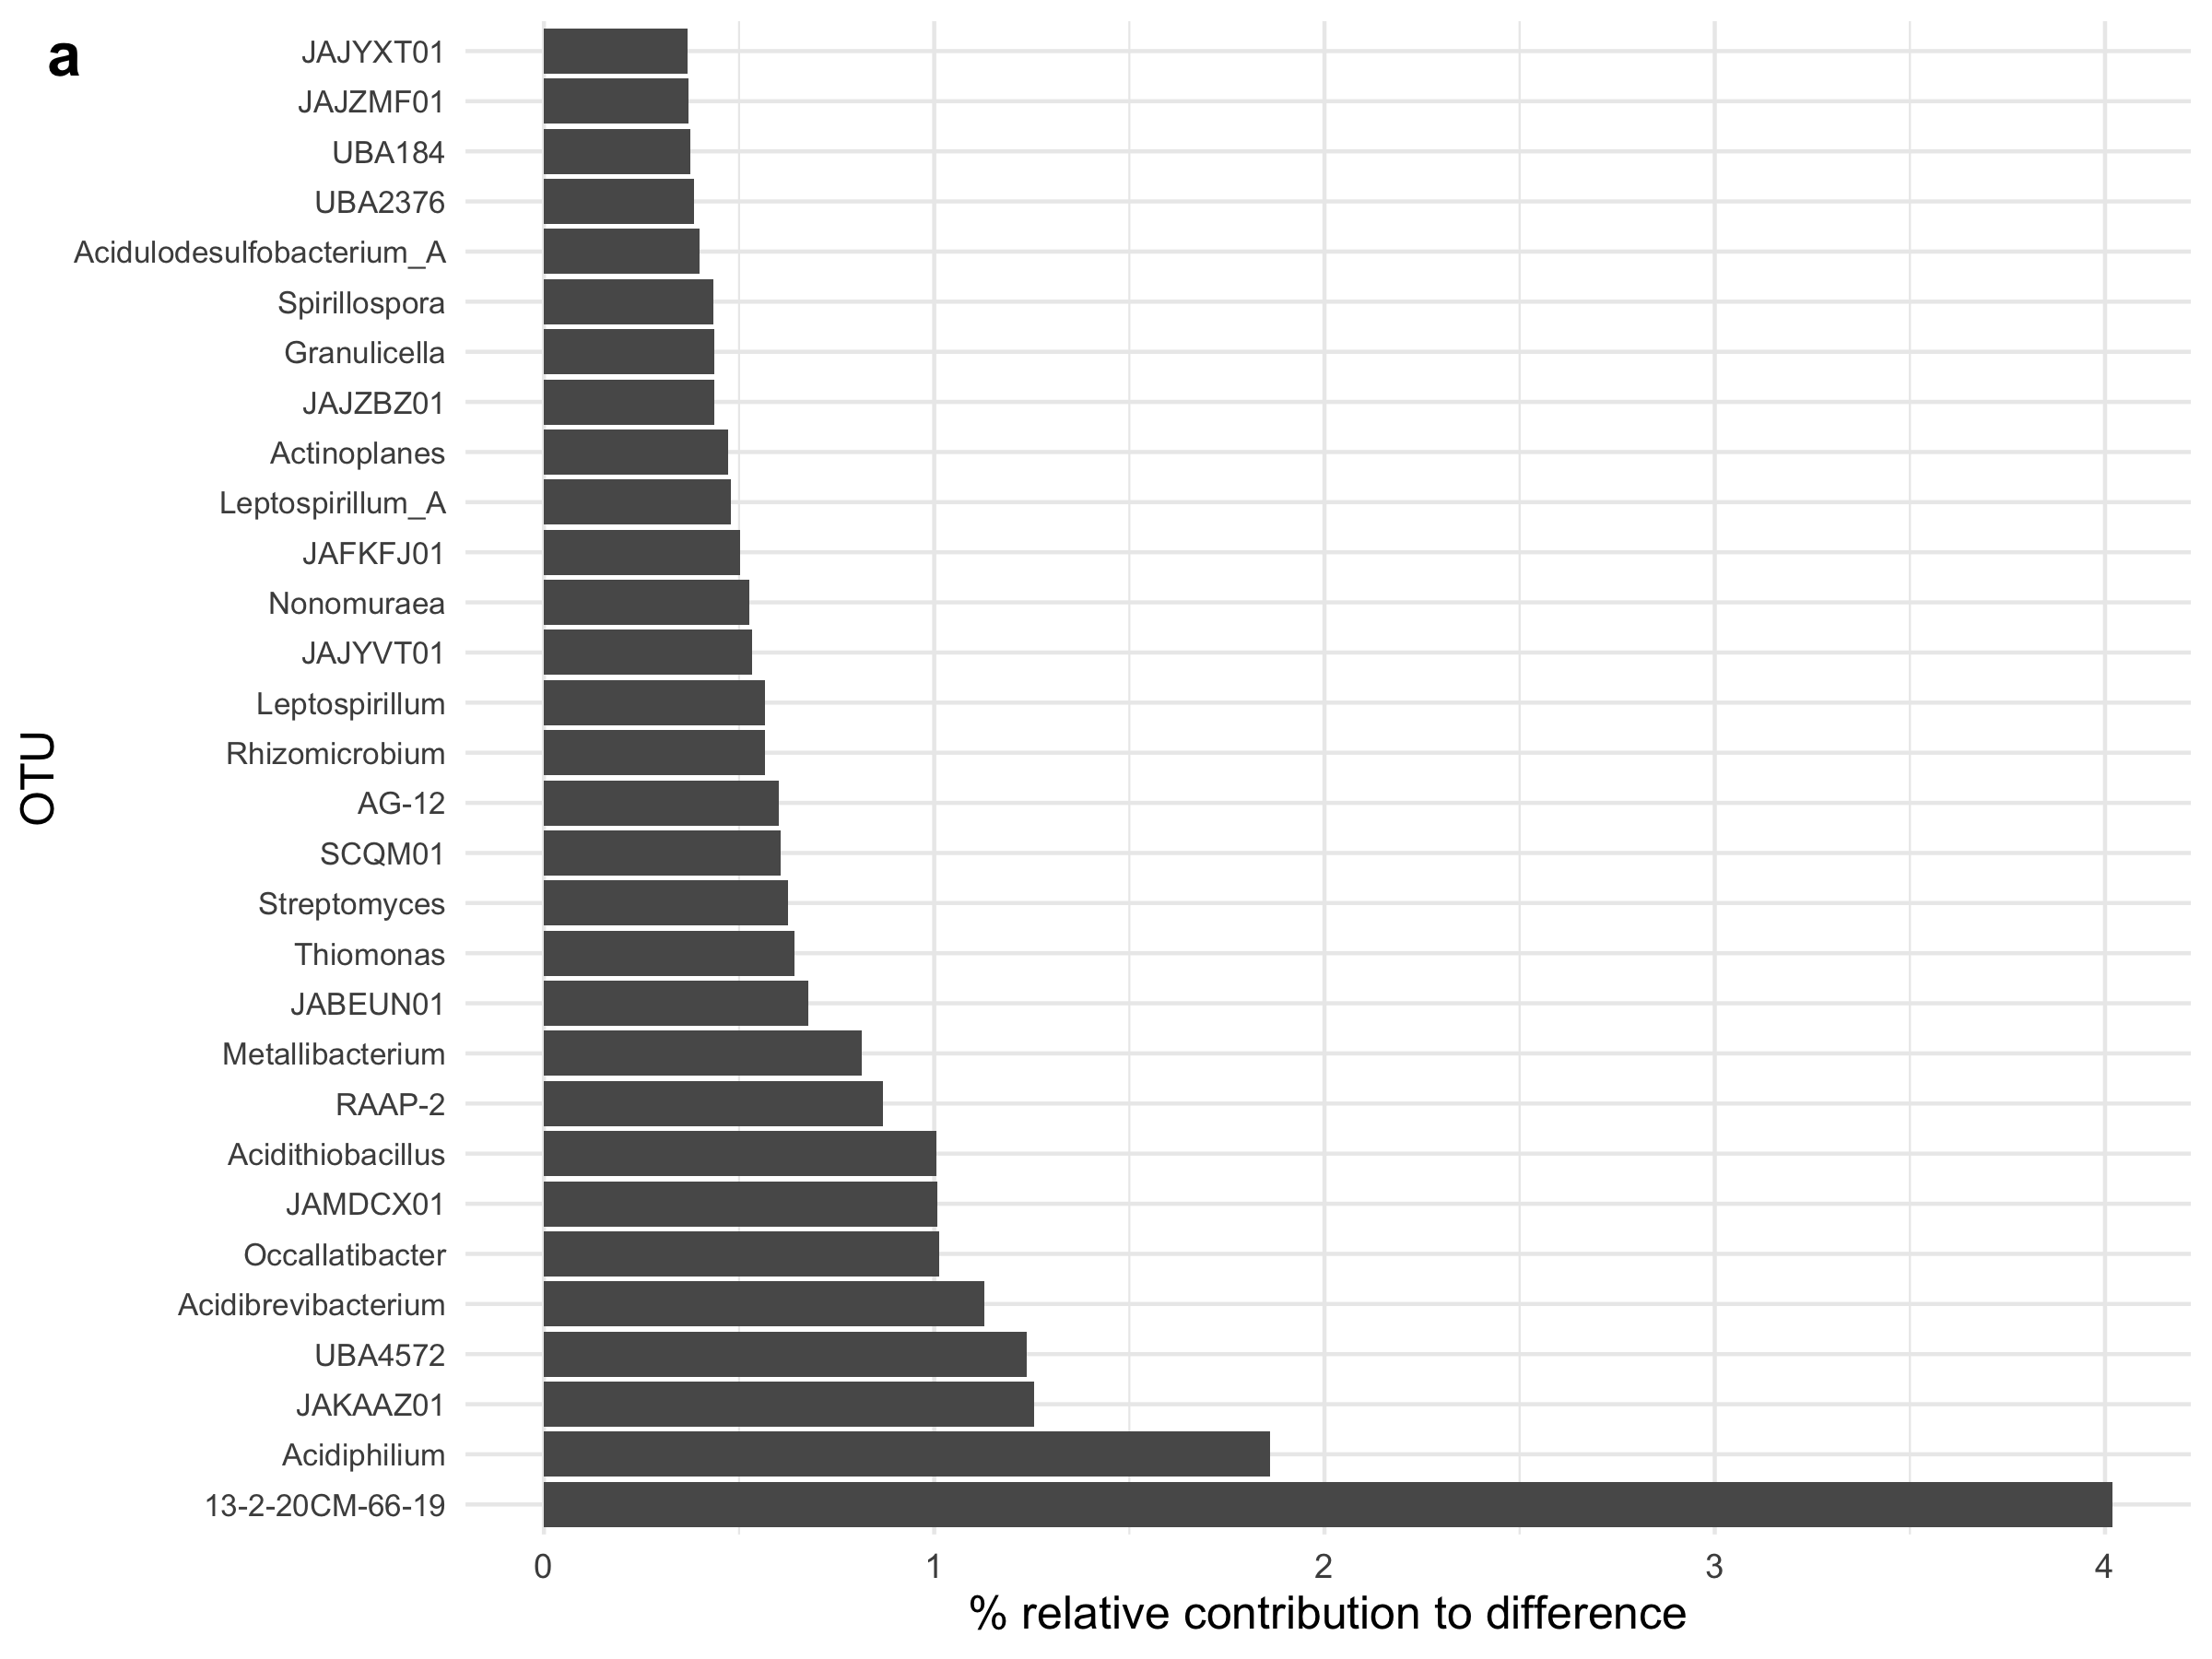 a
JAJYXT01
JAJZMF01
UBA184
UBA2376
Acidulodesulfobacterium_A
Spirillospora
Granulicella
JAJZBZ01
Actinoplanes
Leptospirillum_A
JAFKFJ01
Nonomuraea
JAJYVT01
Leptospirillum
Rhizomicrobium
AG-12
SCQM01
Streptomyces
Thiomonas
JABEUN01
Metallibacterium
RAAP-2
Acidithiobacillus
JAMDCX01
Occallatibacter
Acidibrevibacterium
UBA4572
JAKAAZ01
Acidiphilium
13-2-20CM-66-19
OTU
0 1 2 3 4
% relative contribution to difference